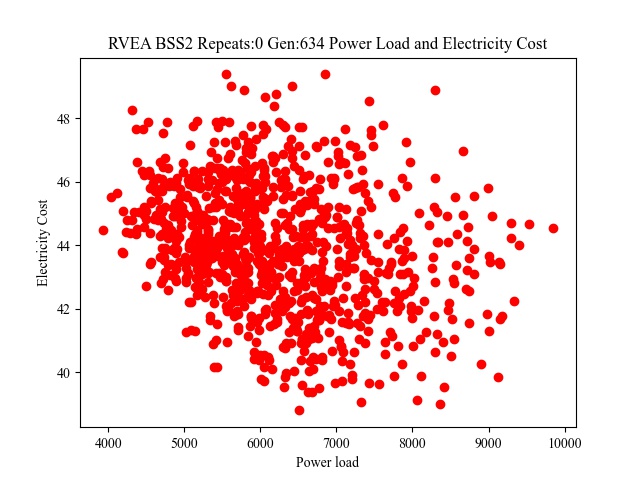 RVEA BSS2 Repeats:0 Gen:634 Power Load and Electricity Cost
48
46
44
42
40
Electricity Cost
4000 5000 6000 7000 8000 9000 10000
Power load